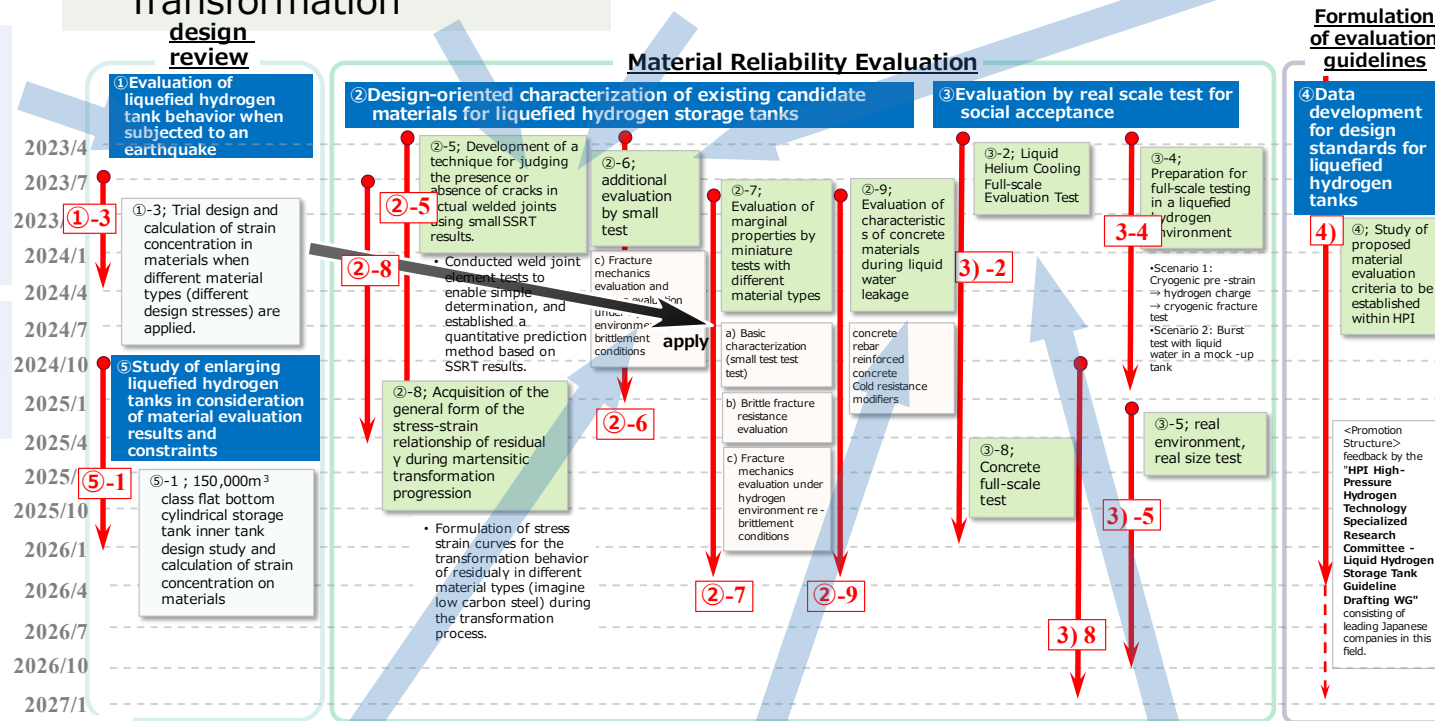 Transformation
design
review
Material Reliability Evaluation
Formulation
of evaluation
guidelines
①Evaluation of
liquefied hydrogen
tank behavior when
subjected to an
earthquake
②Design-oriented characterization of existing candidate
materials for liquefied hydrogen storage tanks
③Evaluation by real scale test for
social acceptance
④Data
development
for design
standards for
liquefied
hydrogen
tanks
2023/4
2023/7
2023/
2024/1
2024/4
2024/7
2024/10
2025/1
2025/4
2025/
2025/10
2026/1
2026/4
2026/7
2026/10
2027/1
①-3
①-3; Trial design and
calculation of strain
concentration in
materials when
different material
types (different
design stresses) are
applied.
⑤Study of enlarging
liquefied hydrogen
tanks in consideration
of material evaluation
results and
constraints
⑤-1
⑤-1 ; 150,000m³
class flat bottom
cylindrical storage
tank inner tank
design study and
calculation of strain
concentration on
materials
②-5
②-8
②-5; Development of a
technique for judging
the presence or
absence of cracks in
actual welded joints
using small SSRT
results.
• Conducted weld joint
element tests to
enable simple
determination, and
established a
quantitative prediction
method based on
SSRT results.
②-8; Acquisition of the
general form of the
stress-strain
relationship of residual
γ during martensitic
transformation
progression
• Formulation of stress
strain curves for the
transformation behavior
of residualy in different
material types (imagine
low carbon steel) during
the transformation
process.
②-6;
additional
evaluation
by small
test
c) Fracture
mechanics
evaluation and
evaluation
under
environment
brittlement
conditions
apply
②-6
②-7;
Evaluation of
marginal
properties by
miniature
tests with
different
material types
a) Basic
characterization
(small test test
test)
b) Brittle fracture
resistance
evaluation
c) Fracture
mechanics
evaluation under
hydrogen
environment re -
brittlement
conditions
②-7
②-9;
Evaluation of
characteristic
s of concrete
materials
during liquid
water
leakage
concrete
rebar
reinforced
concrete
Cold resistance
modifiers
②-9
③-2; Liquid
Helium Cooling
Full-scale
Evaluation Test
3) -2
③-8;
Concrete
full-scale
test
3) 8
③-4;
Preparation for
full-scale testing
in a liquefied
hydrogen
environment
3-4
•Scenario 1:
Cryogenic pre -strain
→ hydrogen charge
→ cryogenic fracture
test
•Scenario 2: Burst
test with liquid
water in a mock -up
tank
③-5; real
environment,
real size test
3) -5
4)
④; Study of
proposed
material
evaluation
criteria to be
established
within HPI
<Promotion
Structure>
feedback by the
"HPI High-
Pressure
Hydrogen
Technology
Specialized
Research
Committee -
Liquid Hydrogen
Storage Tank
Guideline
Drafting WG"
consisting of
leading Japanese
companies in this
field.